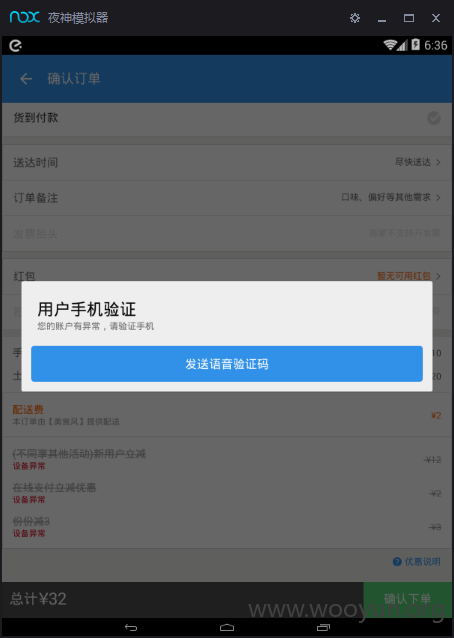 nox 夜神模拟器
6:36
确认订单
货到付款
送达时间 尽快送达
订单备注 口味、偏好等其他需求
发票抬头 商家不支持开发票
红包 暂无可用红包
用户手机验证
您的账户有异常，请验证手机
发送语音验证码
手 10
土 20
配送费 ¥2
本订单由【美食风】提供配送
(不同享其他活动)新用户立减 -¥12
设备异常
在线支付立减优惠 -¥2
设备异常
份份减3 -¥3
设备异常
优惠说明
总计¥32 确认下单
www.wooyun.org